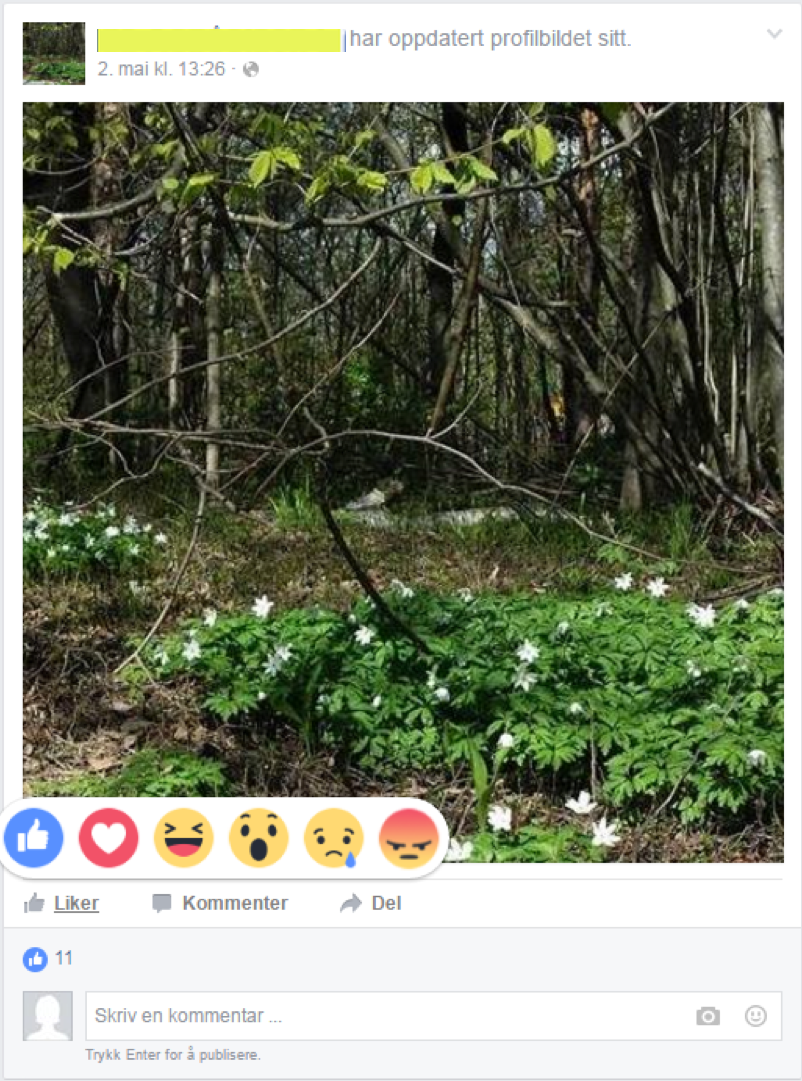 har oppdatert profilbildet sitt.
2. mai kl. 13:26 ·
Liker Kommenter Del
11
Skriv en kommentar ...
Trykk Enter for å publisere.